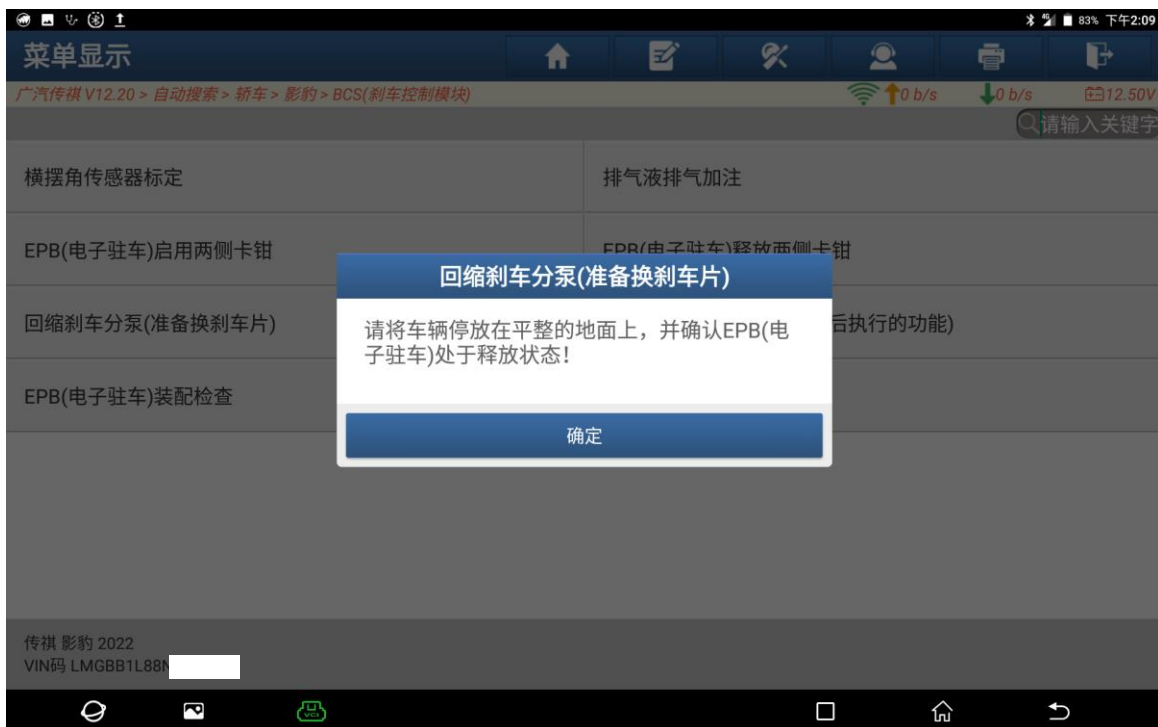 83% 下午2:09
菜单显示
广汽传祺 V12.20 > 自动搜索 > 轿车 > 影豹 > BCS(刹车控制模块)
0 b/s
0 b/s
12.50V
请输入关键字
横摆角传感器标定
排气液排气加注
EPB(电子驻车)启用两侧卡钳
EPB(电子驻车)释放两侧卡钳
回缩刹车分泵(准备换刹车片)
后执行的功能)
EPB(电子驻车)装配检查
回缩刹车分泵(准备换刹车片)
请将车辆停放在平整的地面上，并确认EPB(电
子驻车)处于释放状态！
确定
传祺 影豹 2022
VIN码 LMGBB1L88N
VCI